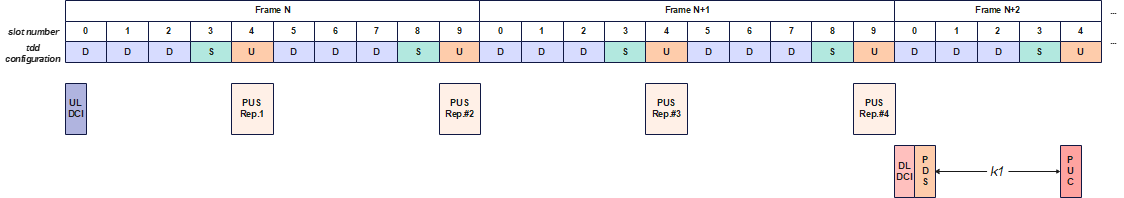 Frame N Frame N+1 Frame N+2 ...
slot number 0 1 2 3 4 5 6 7 8 9 0 1 2 3 4 5 6 7 8 9 0 1 2 3 4
tdd
configuration D D D S U D D D S U D D D S U D D D S U D D D S U ...
UL
DCI
PUS
Rep.1
PUS
Rep.#2
PUS
Rep.#3
PUS
Rep.#4
DL
DCI
P
D
S
k1
P
U
C